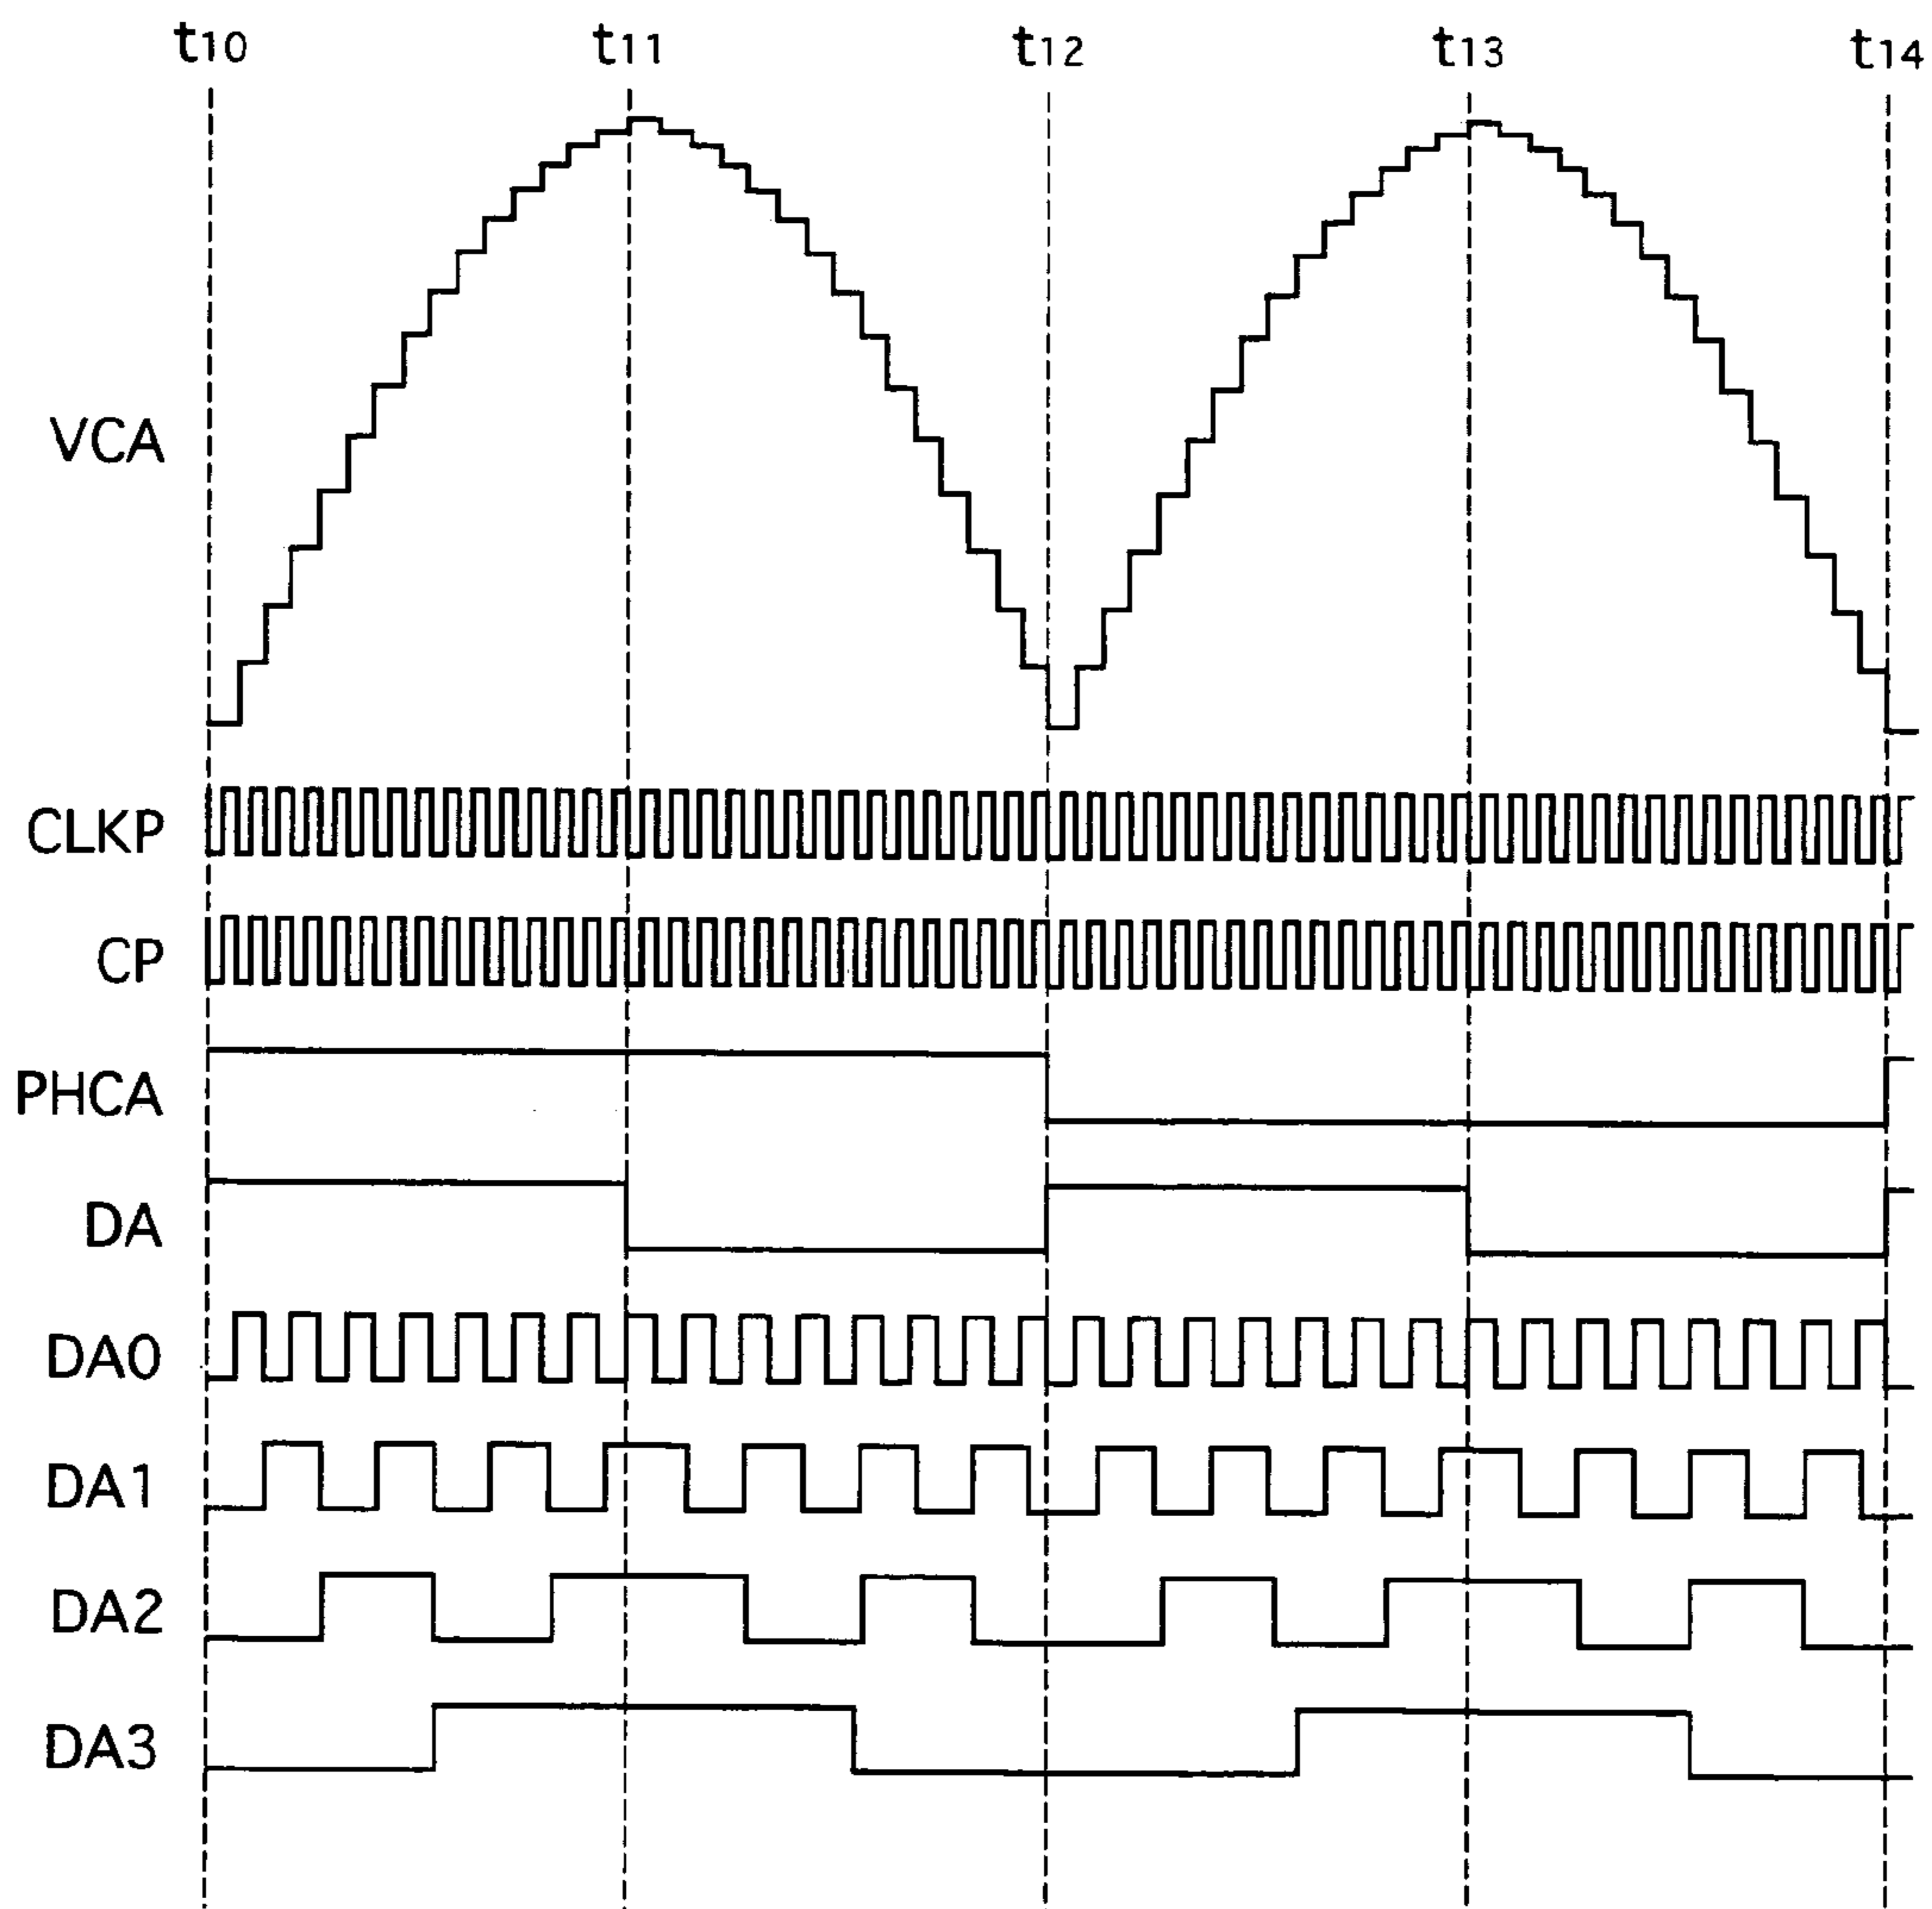 t10 t11 t12 t13 t14
VCA
CLKP
CP
PHCA
DA
DA0
DA1
DA2
DA3